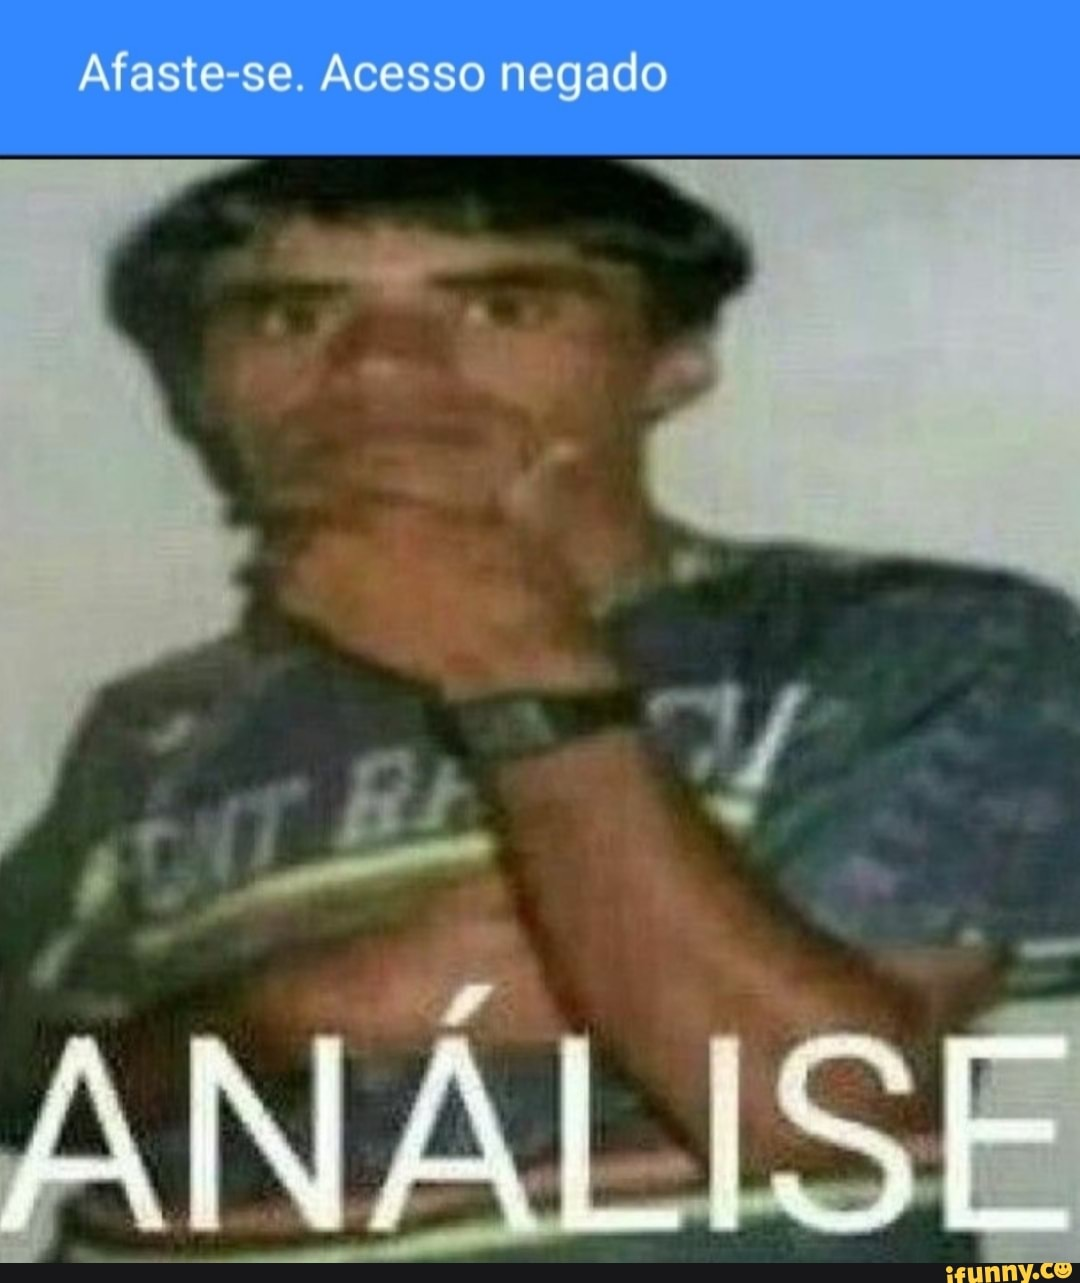 Afaste-se. Acesso negado
ANÁLISE
ifunny.co